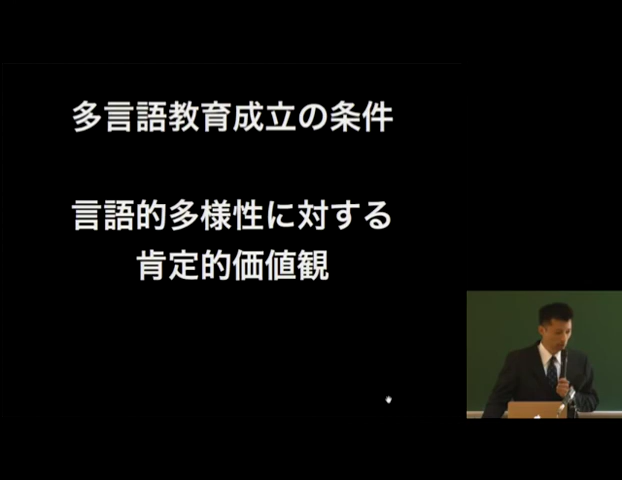 多言語教育成立の条件
言語的多様性に対する
肯定的価値観